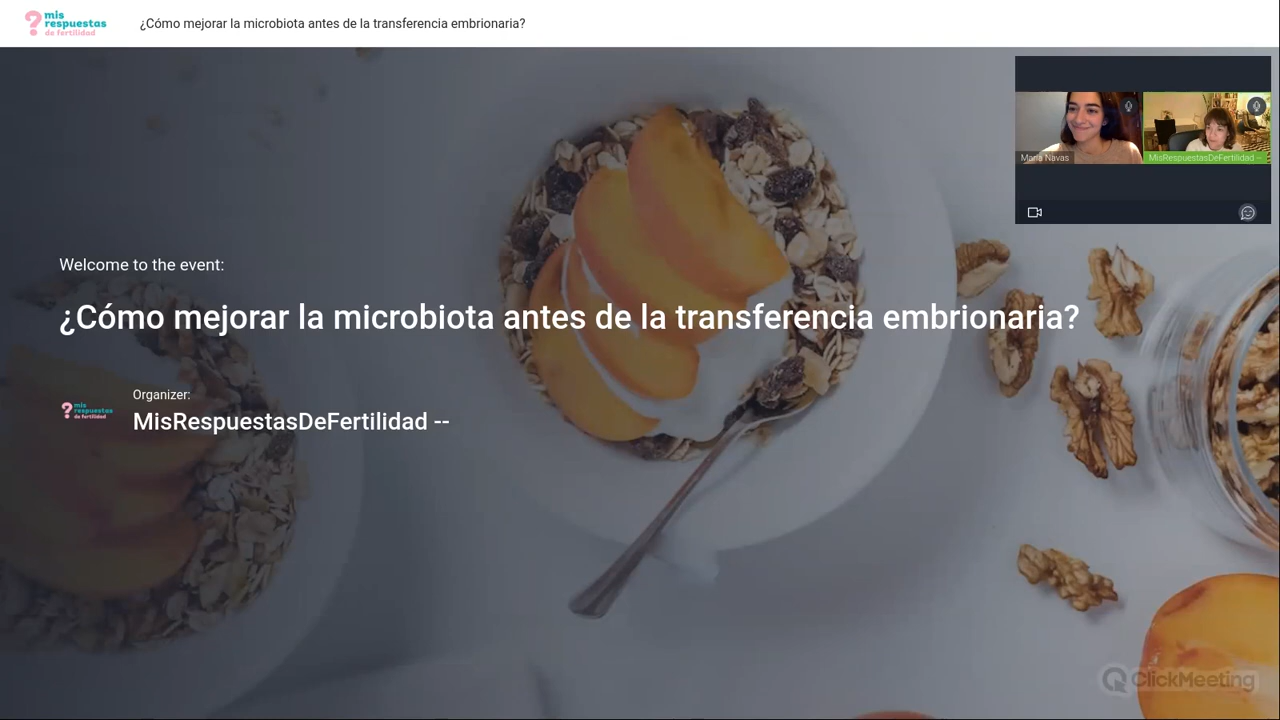 mis
respuestas
de fertilidad
¿Cómo mejorar la microbiota antes de la transferencia embrionaria?
María Navas
MisRespuestasDeFertilidad --
Welcome to the event:
¿Cómo mejorar la microbiota antes de la transferencia embrionaria?
Organizer:
mis
respuestas
de fertilidad
MisRespuestasDeFertilidad --
ClickMeeting